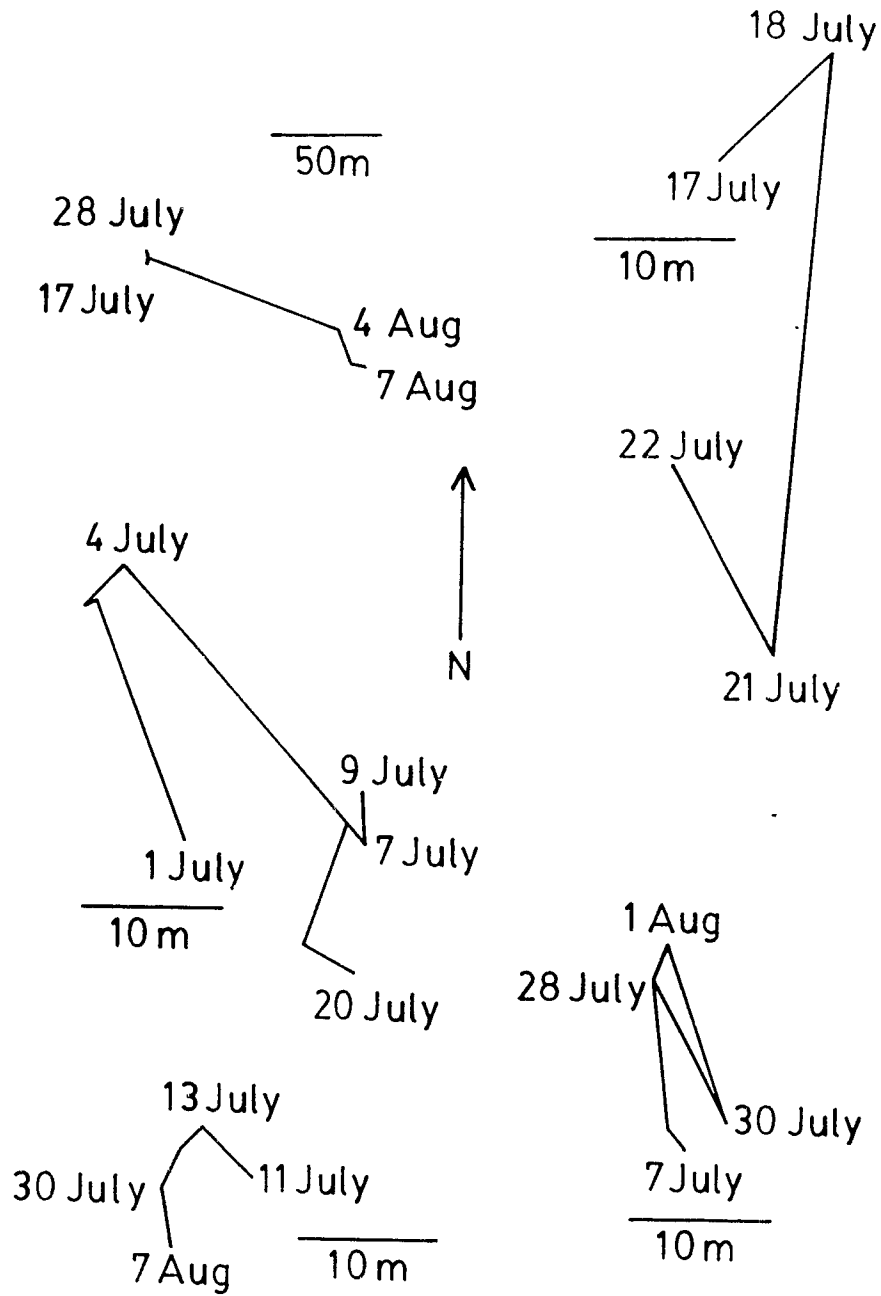 18 July
50m
17 July
28 July
10m
17 July
4 Aug
7 Aug
22 July
N
4 July
21 July
9 July
7 July
1 July
10m
20 July
1 Aug
28 July
13 July
30 July
11 July
30 July
7 July
10m
7 Aug
10m